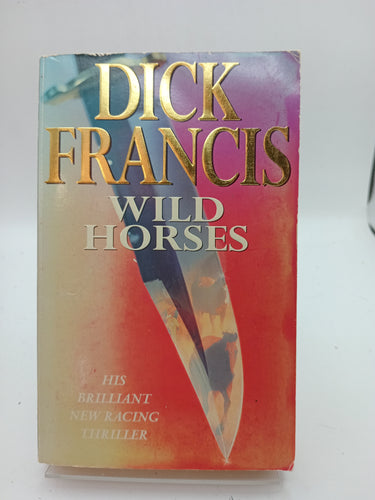 DICK
FRANCIS
WILD
HORSES
HIS
BRILLIANT
NEW RACING
THRILLER